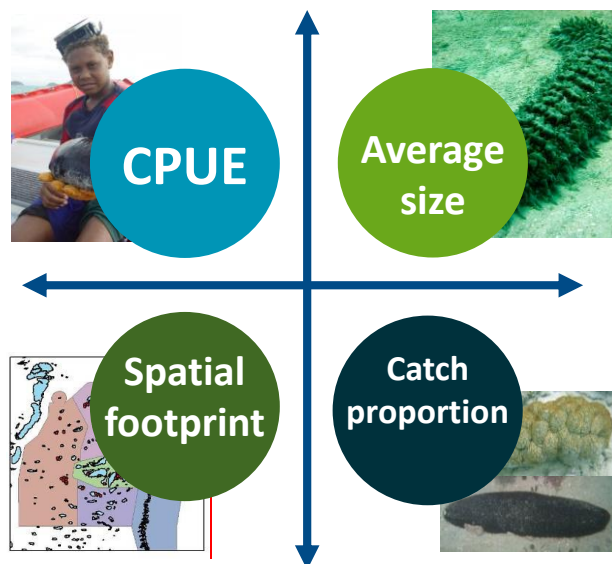 CPUE
Average
size
Spatial
footprint
Catch
proportion